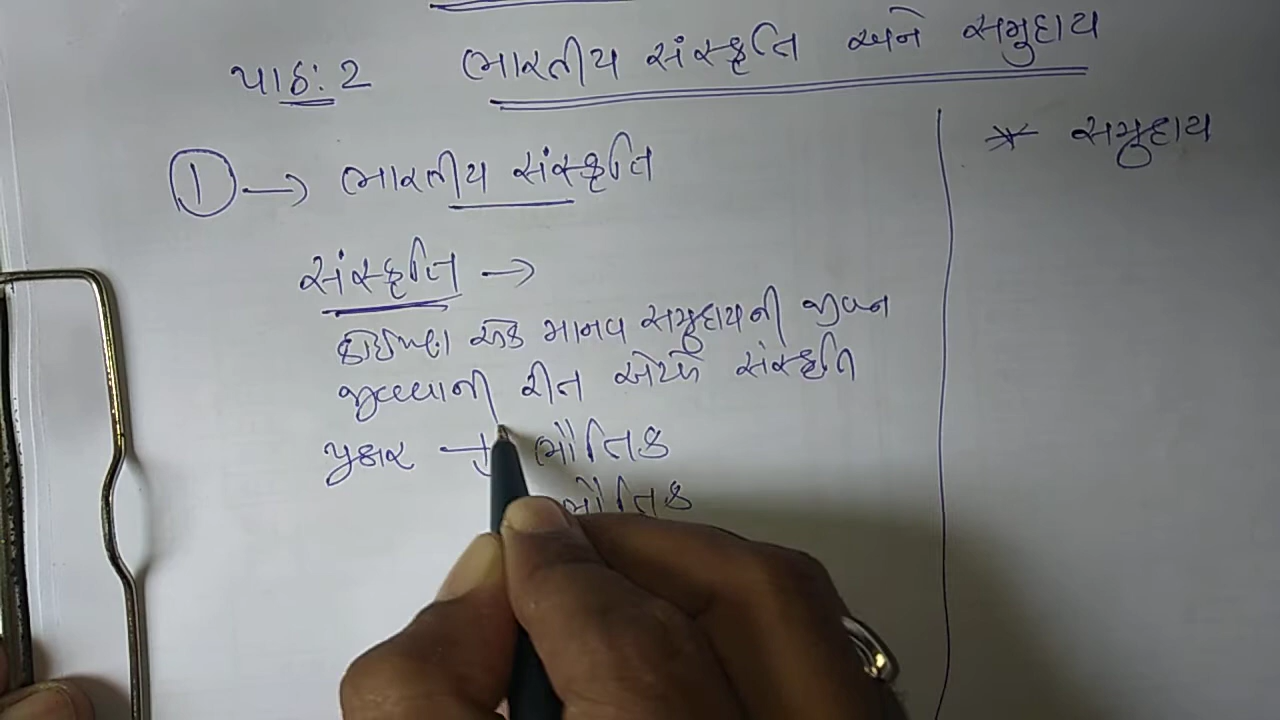 પાઠ: 2 ભારતીય સંસ્કૃતિ અને સમુદાય
① → ભારતીય સંસ્કૃતિ
સંસ્કૃતિ →
કોઈપણ એક માનવ સમુદાયની જીવન
જીવવાની રીત એટલે સંસ્કૃતિ
પ્રકાર → ભૌતિક
ભૌતિક
* સમુદાય